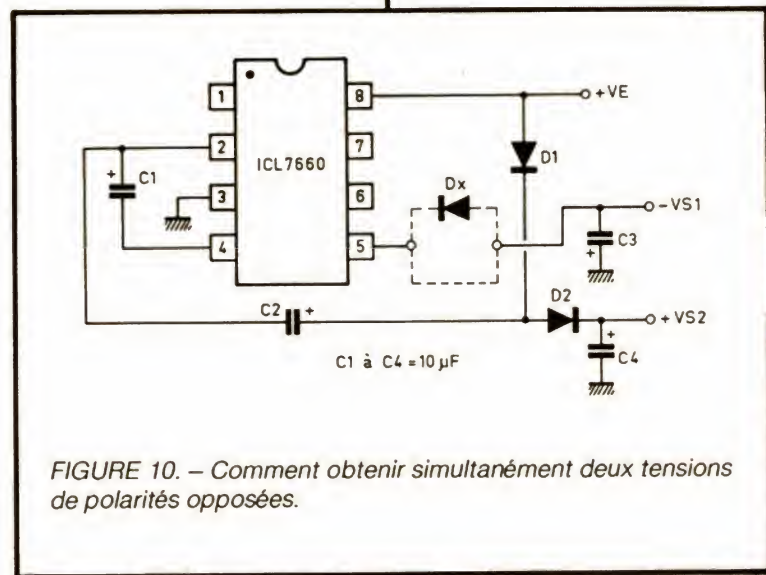 1
8
+VE
2
7
D1
+
C1
ICL7660
Dx
3
6
-VS1
4
5
C3
+
C2
+
D2
+VS2
+
C4
C1 à C4 = 10 µF
FIGURE 10. – Comment obtenir simultanément deux tensions
de polarités opposées.